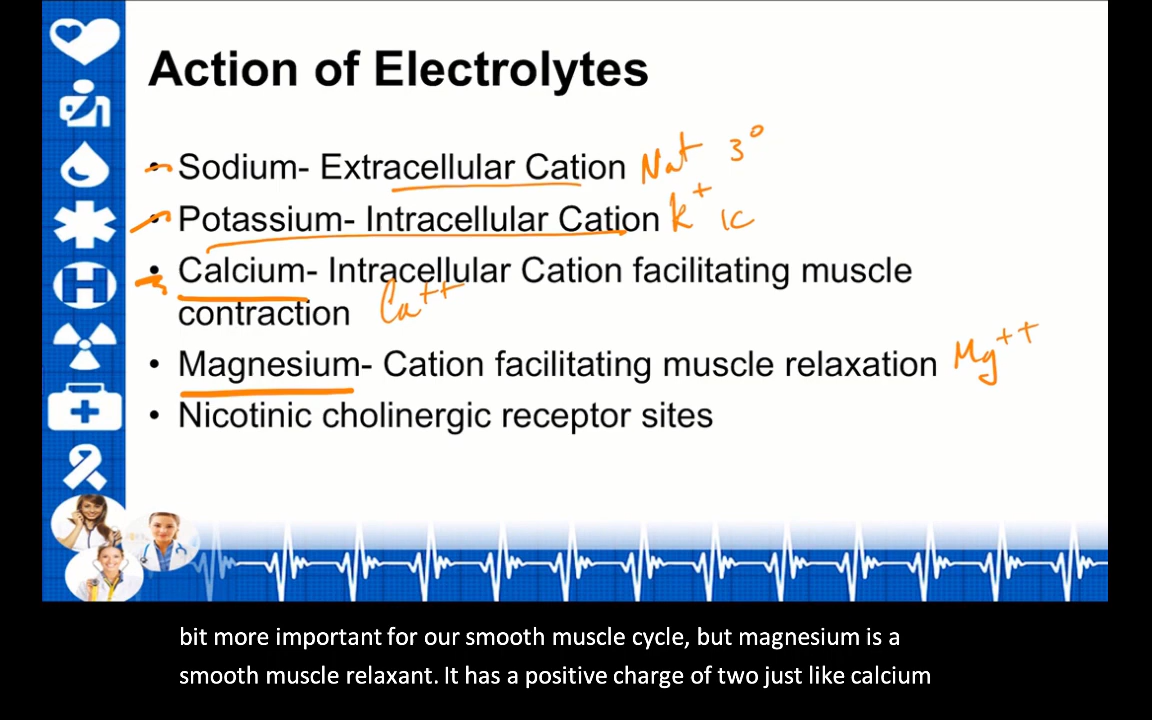 Action of Electrolytes
• Sodium- Extracellular Cation Na+ 3°
• Potassium- Intracellular Cation K+ IC
• Calcium- Intracellular Cation facilitating muscle
contraction Ca++
• Magnesium- Cation facilitating muscle relaxation Mg++
• Nicotinic cholinergic receptor sites
H
bit more important for our smooth muscle cycle, but magnesium is a
smooth muscle relaxant. It has a positive charge of two just like calcium